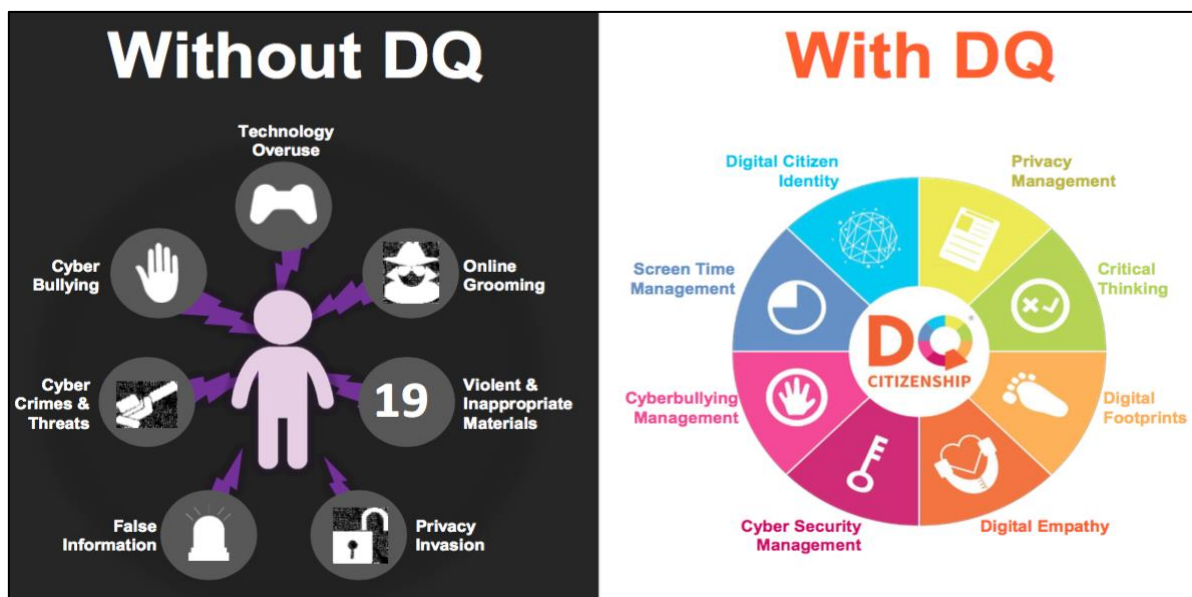 Without DQ
Technology
Overuse
Cyber
Bullying
Online
Grooming
Cyber
Crimes &
Threats
19
Violent &
Inappropriate
Materials
False
Information
Privacy
Invasion
With DQ
Digital Citizen
Identity
Privacy
Management
Screen Time
Management
Critical
Thinking
DQ®
CITIZENSHIP
Cyberbullying
Management
Digital
Footprints
Cyber Security
Management
Digital Empathy